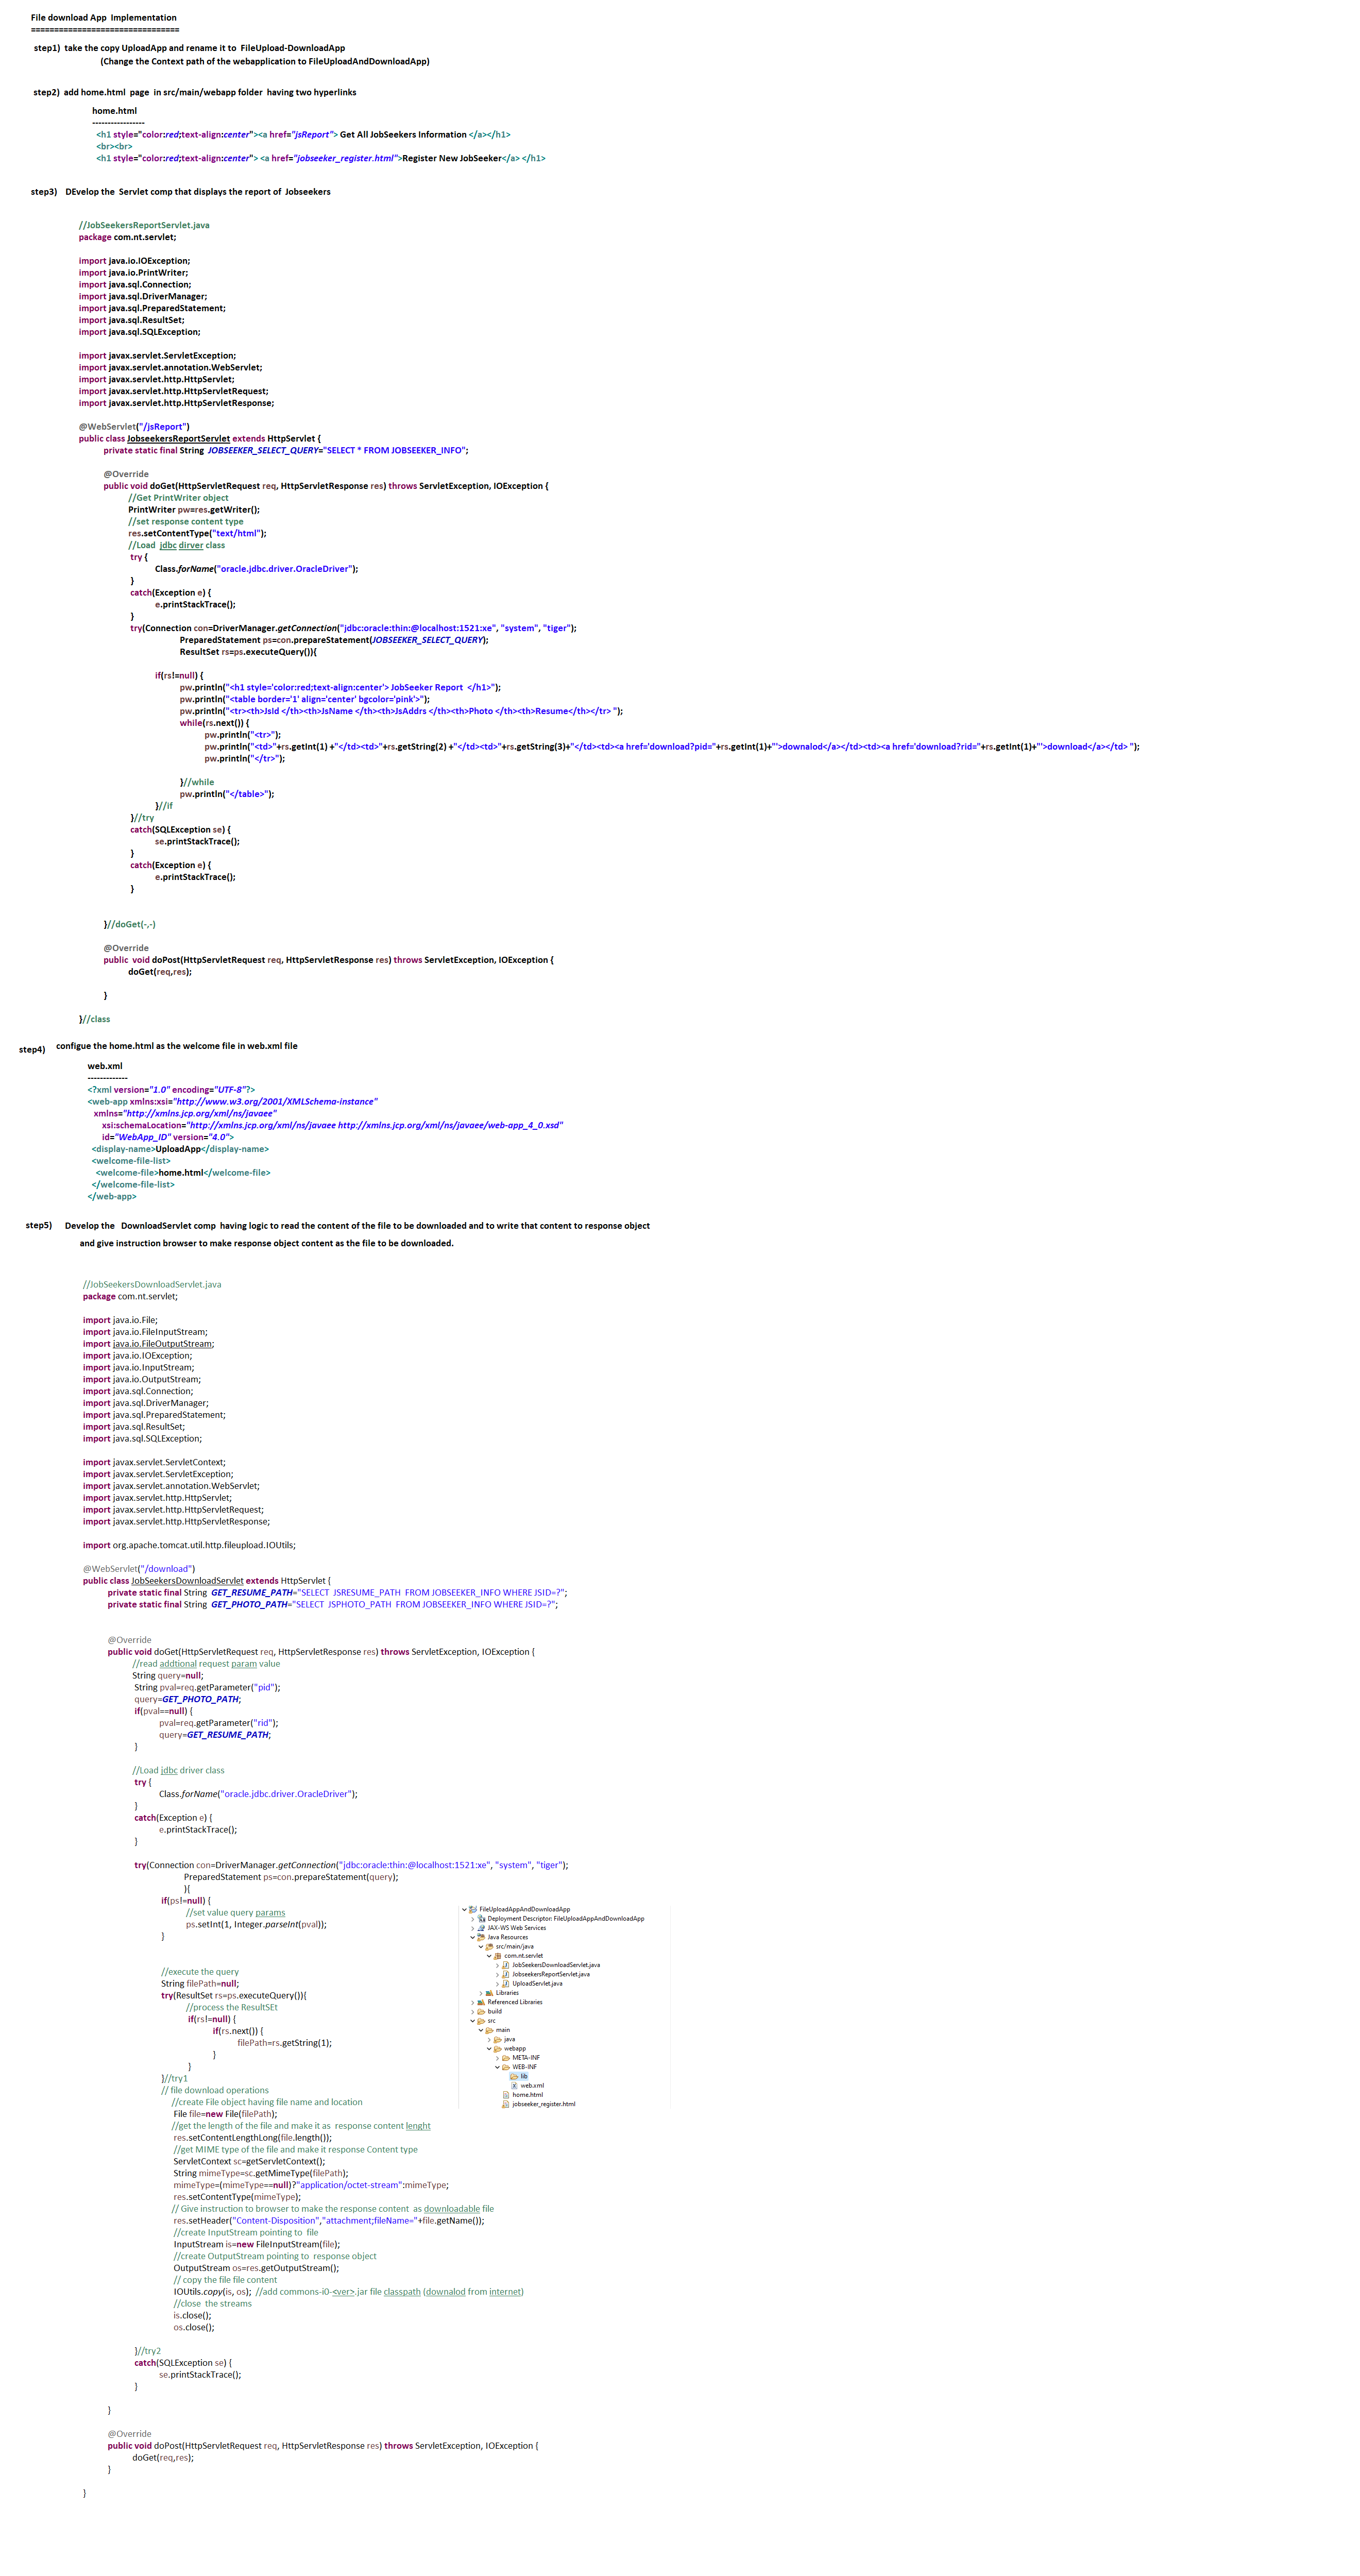 File download App  Implementation
================================
step1)  take the copy UploadApp and rename it to  FileUpload-DownloadApp
(Change the Context path of the webapplication to FileUploadAndDownloadApp)
step2)  add home.html  page  in src/main/webapp folder  having two hyperlinks
home.html
-----------------
<h1 style="color:red;text-align:center"><a href="jsReport"> Get All JobSeekers Information </a></h1>
<br><br>
<h1 style="color:red;text-align:center"> <a href="jobseeker_register.html">Register New JobSeeker</a> </h1>
step3)   DEvelop the  Servlet comp that displays the report of  Jobseekers
//JobSeekersReportServlet.java
package com.nt.servlet;
import java.io.IOException;
import java.io.PrintWriter;
import java.sql.Connection;
import java.sql.DriverManager;
import java.sql.PreparedStatement;
import java.sql.ResultSet;
import java.sql.SQLException;
import javax.servlet.ServletException;
import javax.servlet.annotation.WebServlet;
import javax.servlet.http.HttpServlet;
import javax.servlet.http.HttpServletRequest;
import javax.servlet.http.HttpServletResponse;
@WebServlet("/jsReport")
public class JobseekersReportServlet extends HttpServlet {
private static final String  JOBSEEKER_SELECT_QUERY="SELECT * FROM JOBSEEKER_INFO";
@Override
public void doGet(HttpServletRequest req, HttpServletResponse res) throws ServletException, IOException {
//Get PrintWriter object
PrintWriter pw=res.getWriter();
//set response content type
res.setContentType("text/html");
//Load  jdbc dirver class
try {
Class.forName("oracle.jdbc.driver.OracleDriver");
}
catch(Exception e) {
e.printStackTrace();
}
try(Connection con=DriverManager.getConnection("jdbc:oracle:thin:@localhost:1521:xe", "system", "tiger");
PreparedStatement ps=con.prepareStatement(JOBSEEKER_SELECT_QUERY);
ResultSet rs=ps.executeQuery()){
if(rs!=null) {
pw.println("<h1 style='color:red;text-align:center'> JobSeeker Report  </h1>");
pw.println("<table border='1' align='center' bgcolor='pink'>");
pw.println("<tr><th>JsId </th><th>JsName </th><th>JsAddrs </th><th>Photo </th><th>Resume</th></tr> ");
while(rs.next()) {
pw.println("<tr>");
pw.println("<td>"+rs.getInt(1) +"</td><td>"+rs.getString(2) +"</td><td>"+rs.getString(3)+"</td><td><a href='download?pid="+rs.getInt(1)+"'>downalod</a></td><td><a href='download?rid="+rs.getInt(1)+"'>download</a></td> ");
pw.println("</tr>");
}//while
pw.println("</table>");
}//if
}//try
catch(SQLException se) {
se.printStackTrace();
}
catch(Exception e) {
e.printStackTrace();
}
}//doGet(-,-)
@Override
public  void doPost(HttpServletRequest req, HttpServletResponse res) throws ServletException, IOException {
doGet(req,res);
}
}//class
step4)   configue the home.html as the welcome file in web.xml file
web.xml
-------------
<?xml version="1.0" encoding="UTF-8"?>
<web-app xmlns:xsi="http://www.w3.org/2001/XMLSchema-instance"
xmlns="http://xmlns.jcp.org/xml/ns/javaee"
xsi:schemaLocation="http://xmlns.jcp.org/xml/ns/javaee http://xmlns.jcp.org/xml/ns/javaee/web-app_4_0.xsd"
id="WebApp_ID" version="4.0">
<display-name>UploadApp</display-name>
<welcome-file-list>
<welcome-file>home.html</welcome-file>
</welcome-file-list>
</web-app>
step5)   Develop the   DownloadServlet comp  having logic to read the content of the file to be downloaded and to write that content to response object
and give instruction browser to make response object content as the file to be downloaded.
//JobSeekersDownloadServlet.java
package com.nt.servlet;
import java.io.File;
import java.io.FileInputStream;
import java.io.FileOutputStream;
import java.io.IOException;
import java.io.InputStream;
import java.io.OutputStream;
import java.sql.Connection;
import java.sql.DriverManager;
import java.sql.PreparedStatement;
import java.sql.ResultSet;
import java.sql.SQLException;
import javax.servlet.ServletContext;
import javax.servlet.ServletException;
import javax.servlet.annotation.WebServlet;
import javax.servlet.http.HttpServlet;
import javax.servlet.http.HttpServletRequest;
import javax.servlet.http.HttpServletResponse;
import org.apache.tomcat.util.http.fileupload.IOUtils;
@WebServlet("/download")
public class JobSeekersDownloadServlet extends HttpServlet {
private static final String  GET_RESUME_PATH="SELECT  JSRESUME_PATH  FROM JOBSEEKER_INFO WHERE JSID=?";
private static final String  GET_PHOTO_PATH="SELECT  JSPHOTO_PATH  FROM JOBSEEKER_INFO WHERE JSID=?";
@Override
public void doGet(HttpServletRequest req, HttpServletResponse res) throws ServletException, IOException {
//read addtional request param value
String query=null;
String pval=req.getParameter("pid");
query=GET_PHOTO_PATH;
if(pval==null) {
pval=req.getParameter("rid");
query=GET_RESUME_PATH;
}
//Load jdbc driver class
try {
Class.forName("oracle.jdbc.driver.OracleDriver");
}
catch(Exception e) {
e.printStackTrace();
}
try(Connection con=DriverManager.getConnection("jdbc:oracle:thin:@localhost:1521:xe", "system", "tiger");
PreparedStatement ps=con.prepareStatement(query);
){
if(ps!=null) {
//set value query params
ps.setInt(1, Integer.parseInt(pval));
}
//execute the query
String filePath=null;
try(ResultSet rs=ps.executeQuery()){
//process the ResultSEt
if(rs!=null) {
if(rs.next()) {
filePath=rs.getString(1);
}
}
}//try1
// file download operations
//create File object having file name and location
File file=new File(filePath);
//get the length of the file and make it as  response content lenght
res.setContentLengthLong(file.length());
//get MIME type of the file and make it response Content type
ServletContext sc=getServletContext();
String mimeType=sc.getMimeType(filePath);
mimeType=(mimeType==null)?"application/octet-stream":mimeType;
res.setContentType(mimeType);
// Give instruction to browser to make the response content  as downloadable file
res.setHeader("Content-Disposition","attachment;fileName="+file.getName());
//create InputStream pointing to  file
InputStream is=new FileInputStream(file);
//create OutputStream pointing to  response object
OutputStream os=res.getOutputStream();
// copy the file file content
IOUtils.copy(is, os);  //add commons-i0-<ver>.jar file classpath (downalod from internet)
//close  the streams
is.close();
os.close();
}//try2
catch(SQLException se) {
se.printStackTrace();
}
}
@Override
public void doPost(HttpServletRequest req, HttpServletResponse res) throws ServletException, IOException {
doGet(req,res);
}
}
FileUploadAppAndDownloadApp
Deployment Descriptor: FileUploadAppAndDownloadApp
JAX-WS Web Services
Java Resources
src/main/java
com.nt.servlet
JobSeekersDownloadServlet.java
JobseekersReportServlet.java
UploadServlet.java
Libraries
Referenced Libraries
build
src
main
java
webapp
META-INF
WEB-INF
lib
web.xml
home.html
jobseeker_register.html